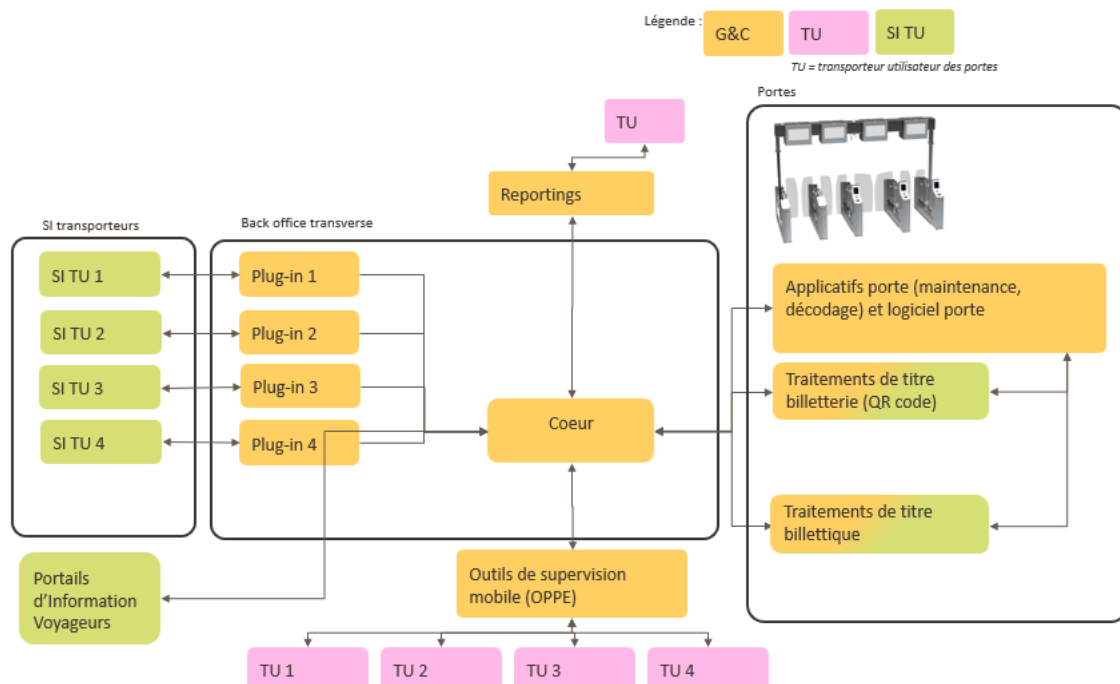 Légende :
G&C
TU
SI TU
TU = transporteur utilisateur des portes
Portes
TU
Reportings
SI transporteurs
Back office transverse
SI TU 1
Plug-in 1
SI TU 2
Plug-in 2
SI TU 3
Plug-in 3
SI TU 4
Plug-in 4
Coeur
Applicatifs porte (maintenance,
décodage) et logiciel porte
Traitements de titre
billetterie (QR code)
Traitements de titre
billettique
Portails
d’Information
Voyageurs
Outils de supervision
mobile (OPPE)
TU 1
TU 2
TU 3
TU 4